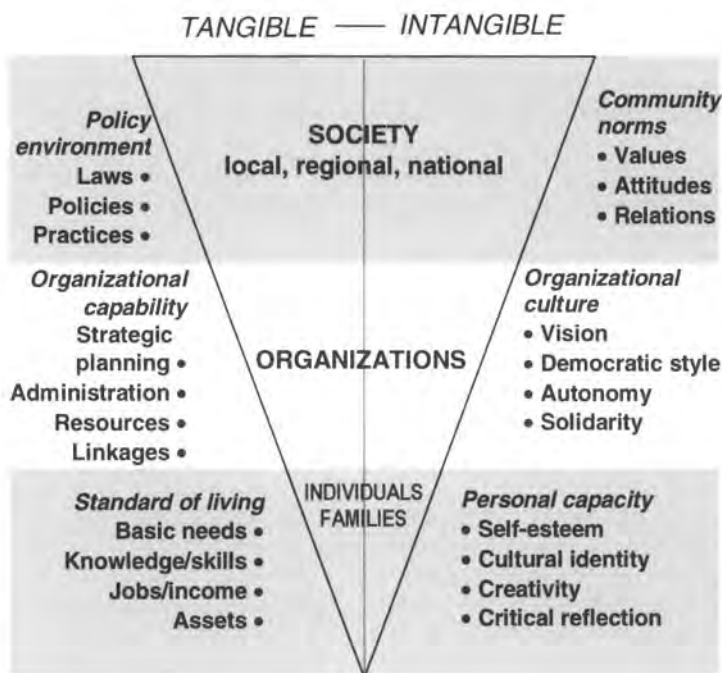 TANGIBLE — INTANGIBLE
Policy
environment
Laws •
Policies •
Practices •
SOCIETY
local, regional, national
Community
norms
• Values
• Attitudes
• Relations
Organizational
capability
Strategic
planning •
Administration •
Resources •
Linkages •
ORGANIZATIONS
Organizational
culture
• Vision
• Democratic style
• Autonomy
• Solidarity
Standard of living
Basic needs •
Knowledge/skills •
Jobs/income •
Assets •
INDIVIDUALS
FAMILIES
Personal capacity
• Self-esteem
• Cultural identity
• Creativity
• Critical reflection